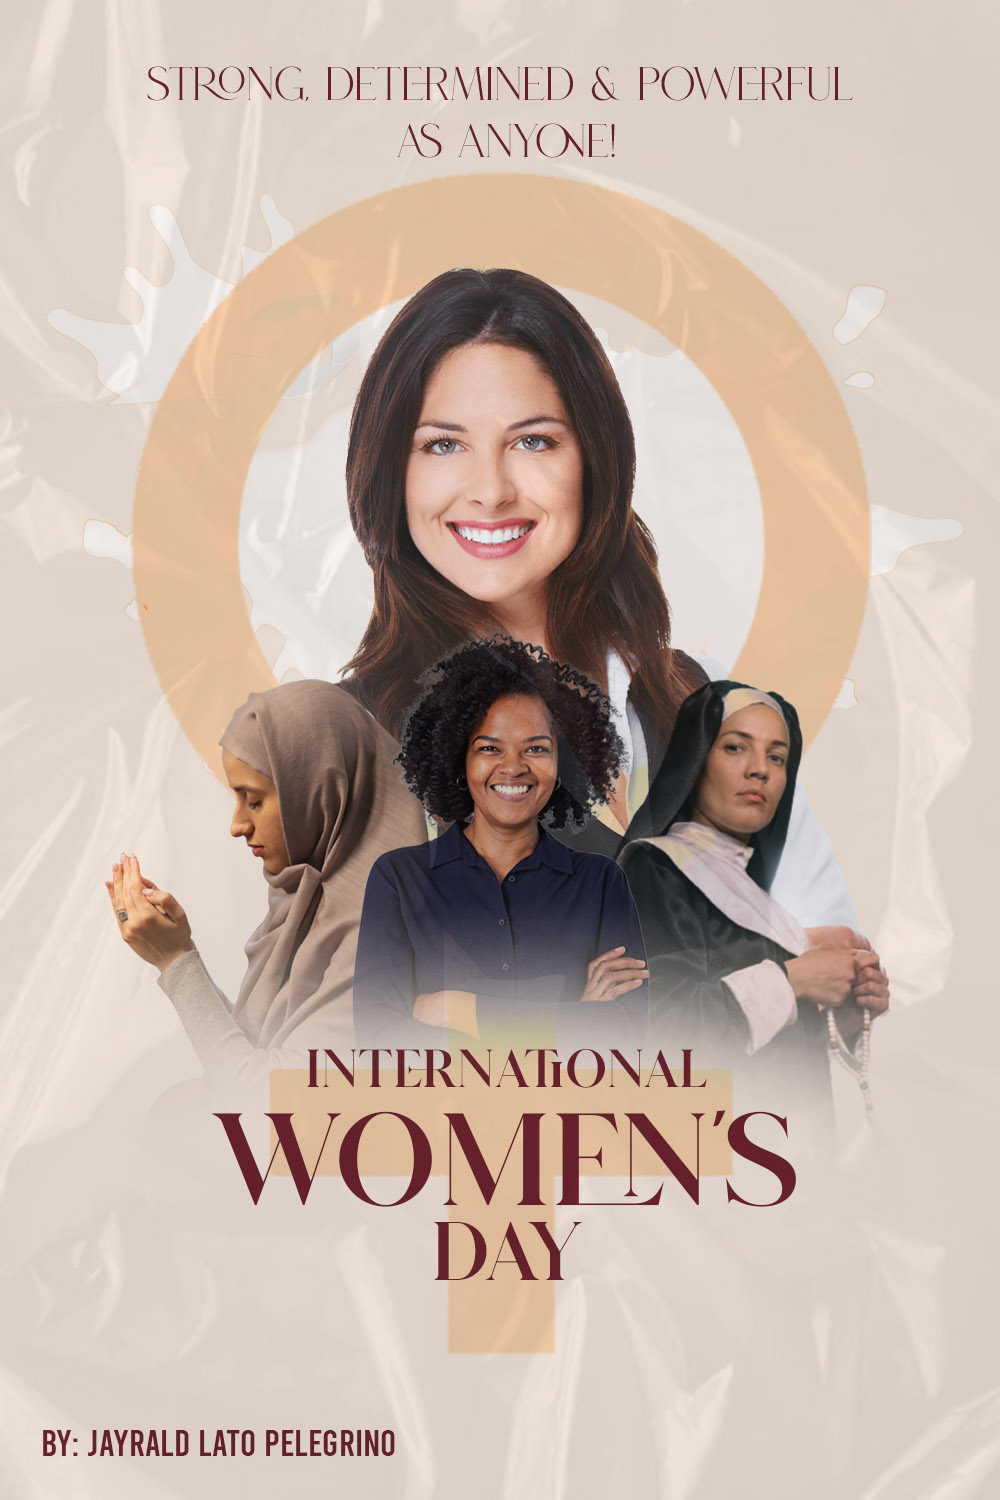 STRONG, DETERMINED & POWERFUL
AS ANYONE!
INTERNATiONAL
WOMEN'S
DAY
BY: JAYRALD LATO PELEGRINO